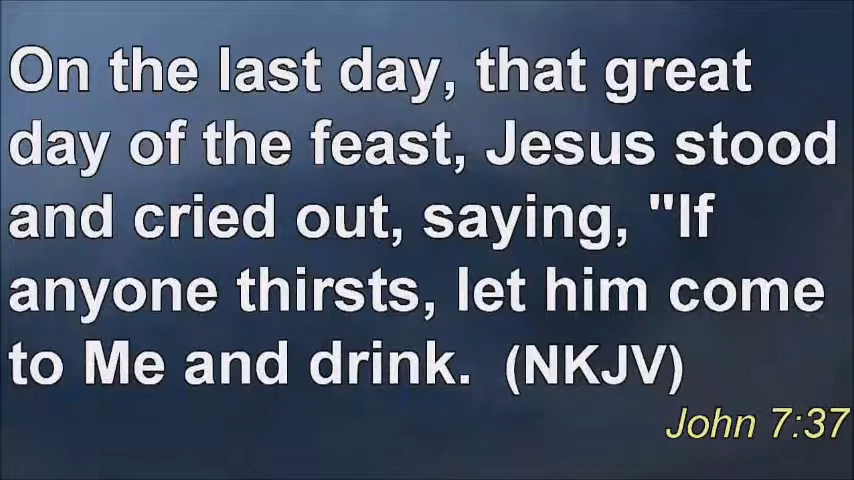 On the last day, that great
day of the feast, Jesus stood
and cried out, saying, "If
anyone thirsts, let him come
to Me and drink.  (NKJV)
John 7:37